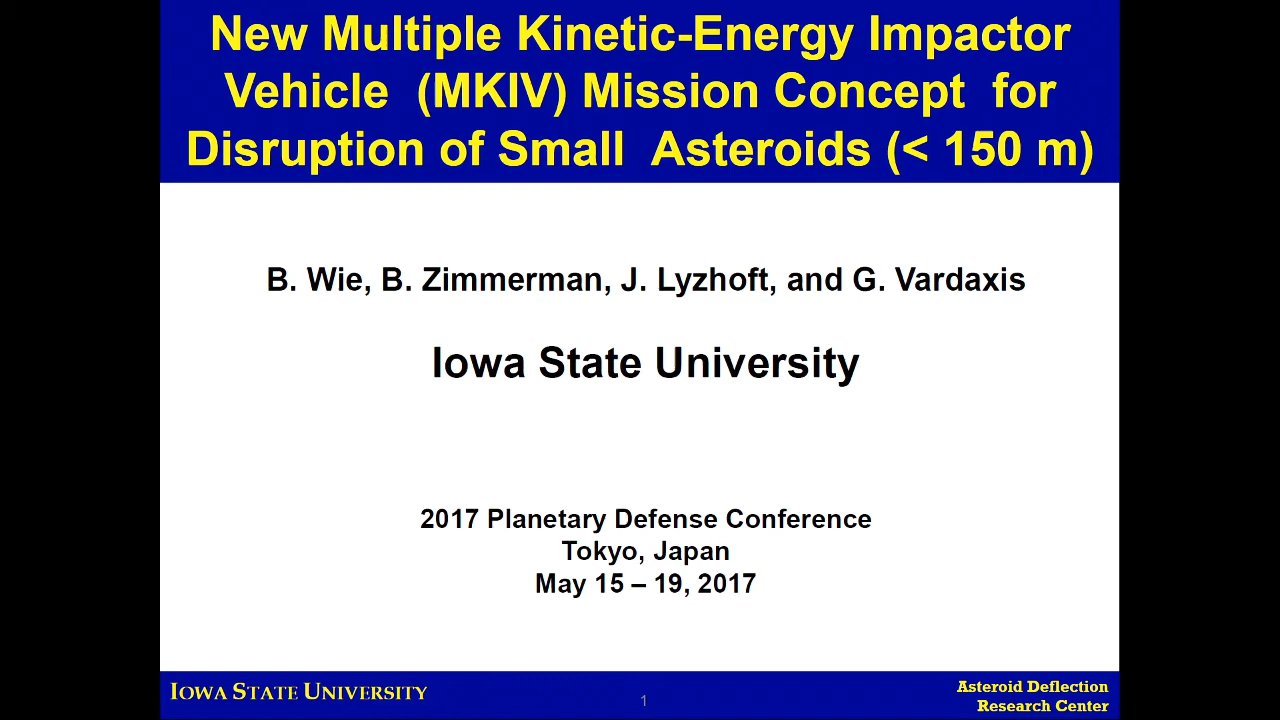 New Multiple Kinetic-Energy Impactor
Vehicle (MKIV) Mission Concept for
Disruption of Small Asteroids (< 150 m)
B. Wie, B. Zimmerman, J. Lyzhoft, and G. Vardaxis
Iowa State University
2017 Planetary Defense Conference
Tokyo, Japan
May 15 – 19, 2017
IOWA STATE UNIVERSITY
1
Asteroid Deflection
Research Center